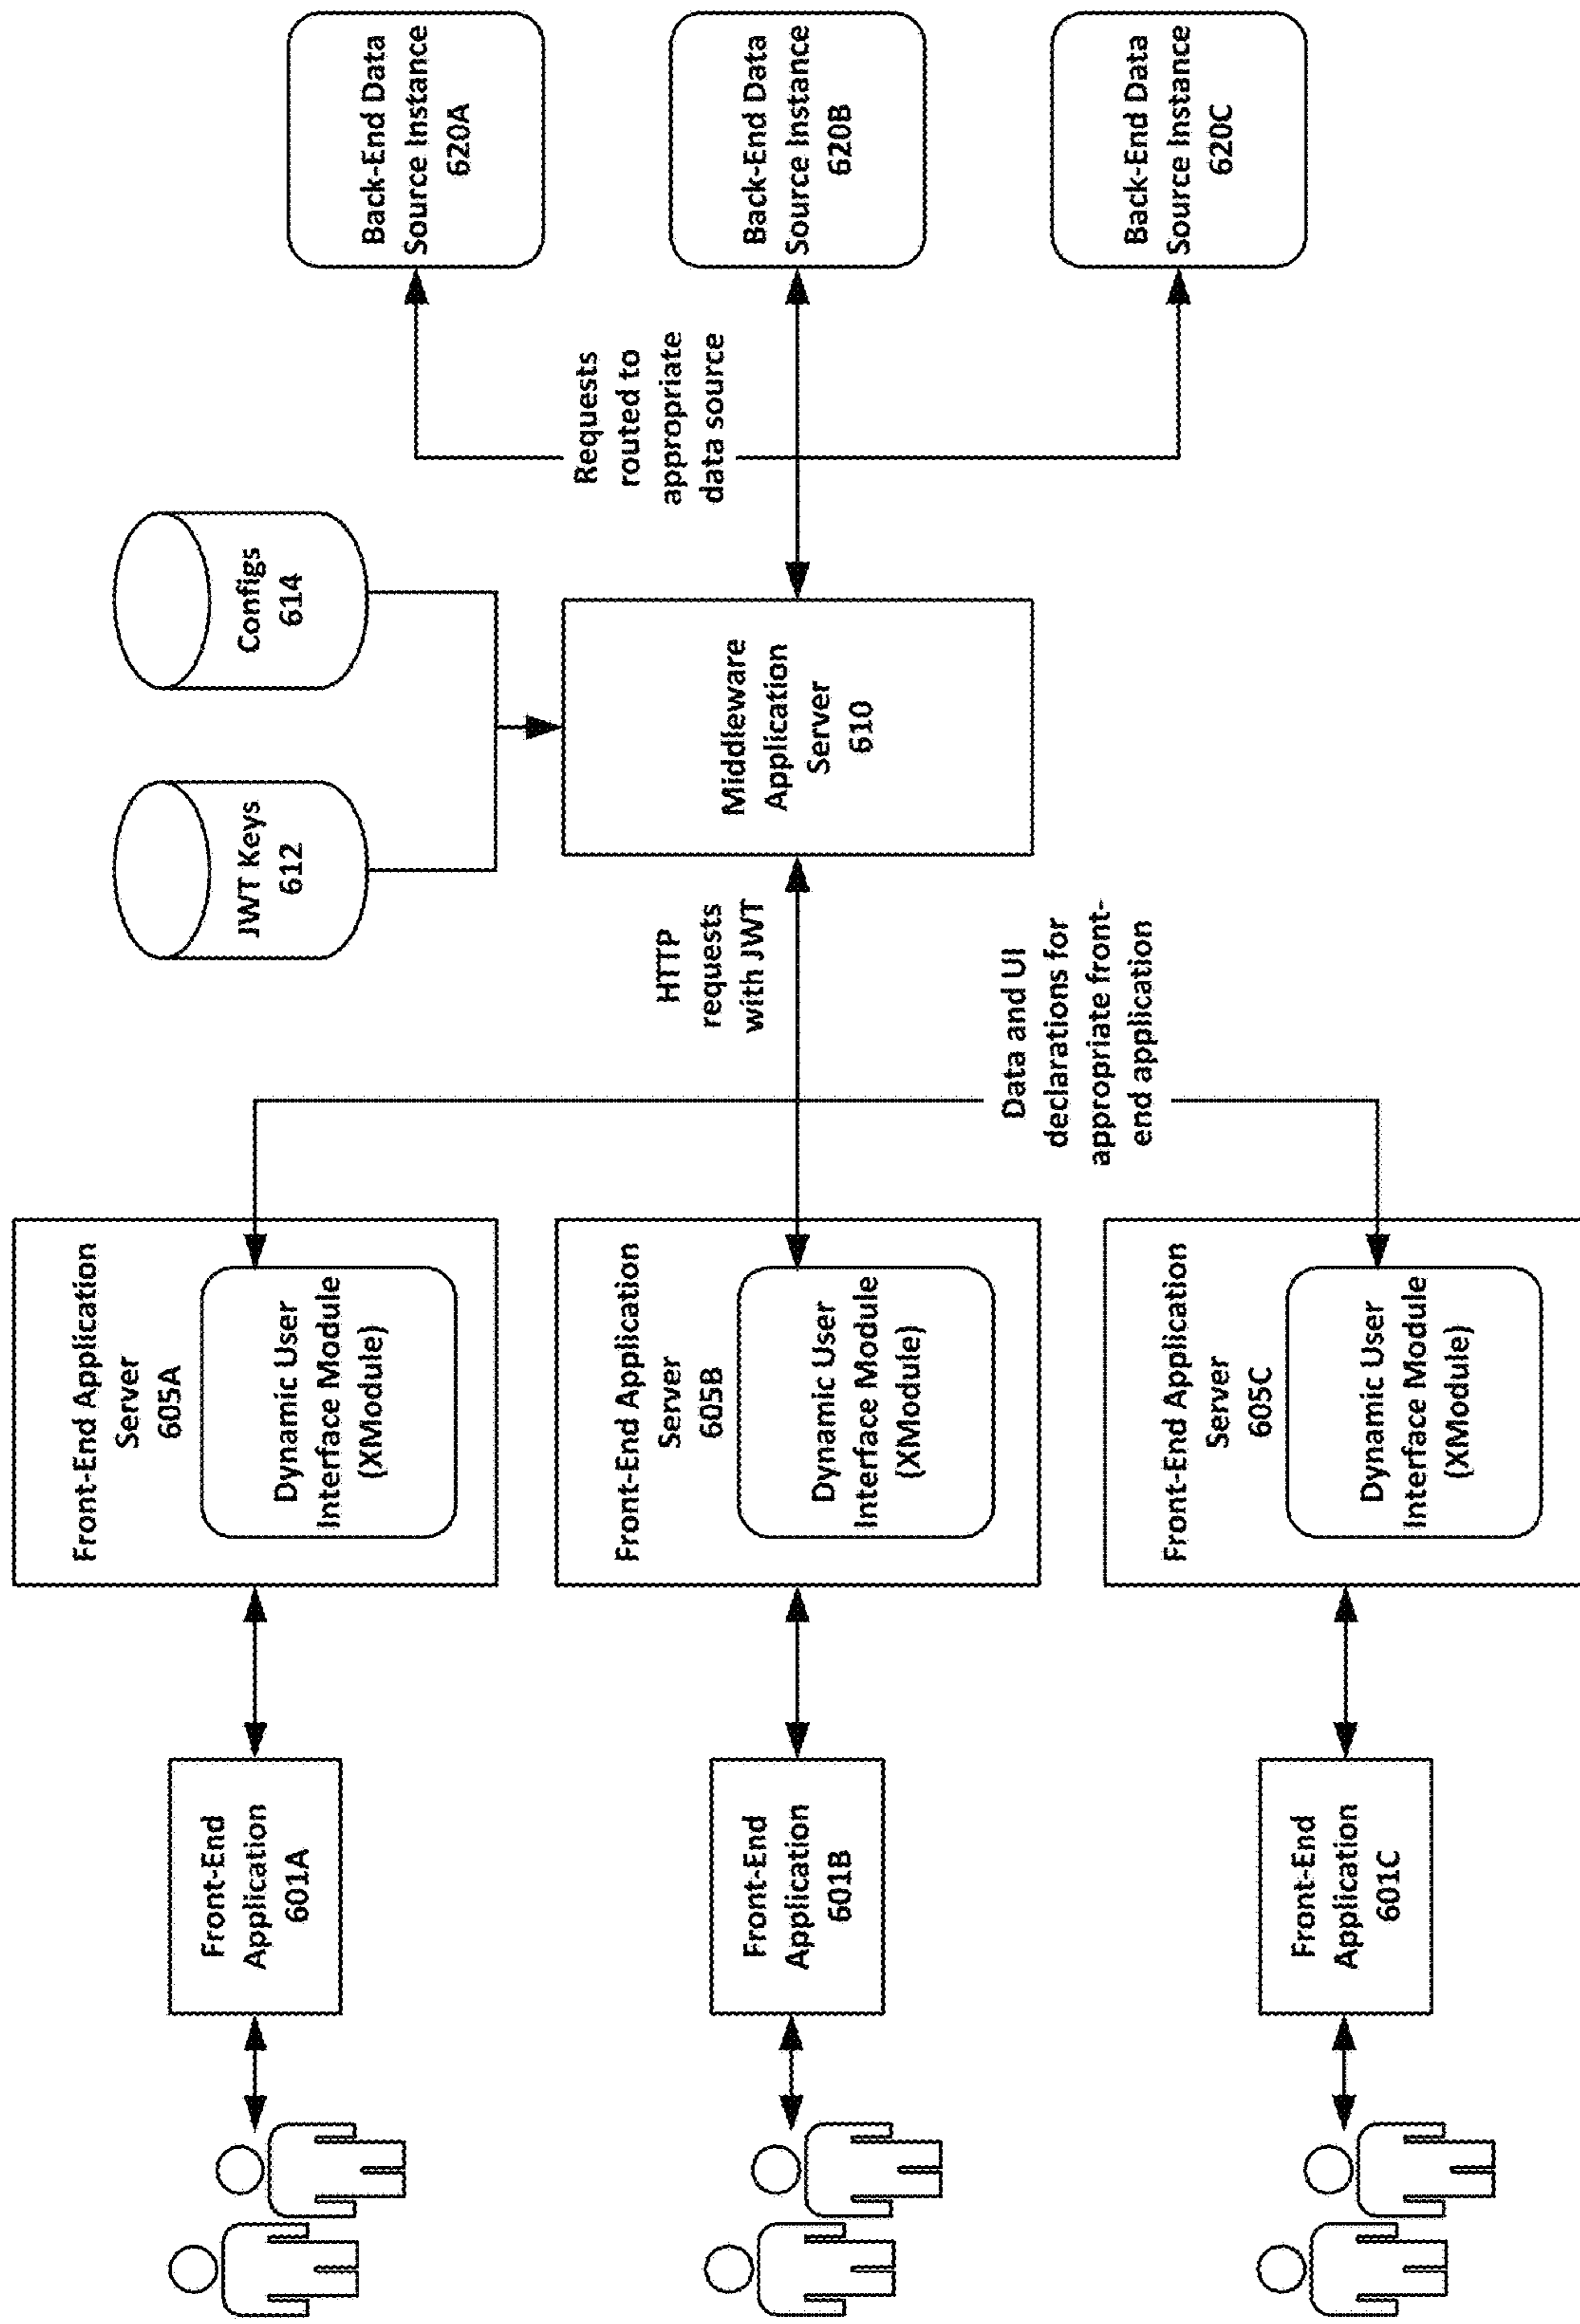 Front-End
Application
601A
Front-End Application
Server
605A
Dynamic User
Interface Module
(XModule)
Front-End
Application
601B
Front-End Application
Server
605B
Dynamic User
Interface Module
(XModule)
Front-End
Application
601C
Front-End Application
Server
605C
Dynamic User
Interface Module
(XModule)
HTTP
requests
with JWT
Data and UI
declarations for
appropriate front-
end application
JWT Keys
612
Configs
614
Middleware
Application
Server
610
Requests
routed to
appropriate
data source
Back-End Data
Source Instance
620A
Back-End Data
Source Instance
620B
Back-End Data
Source Instance
620C